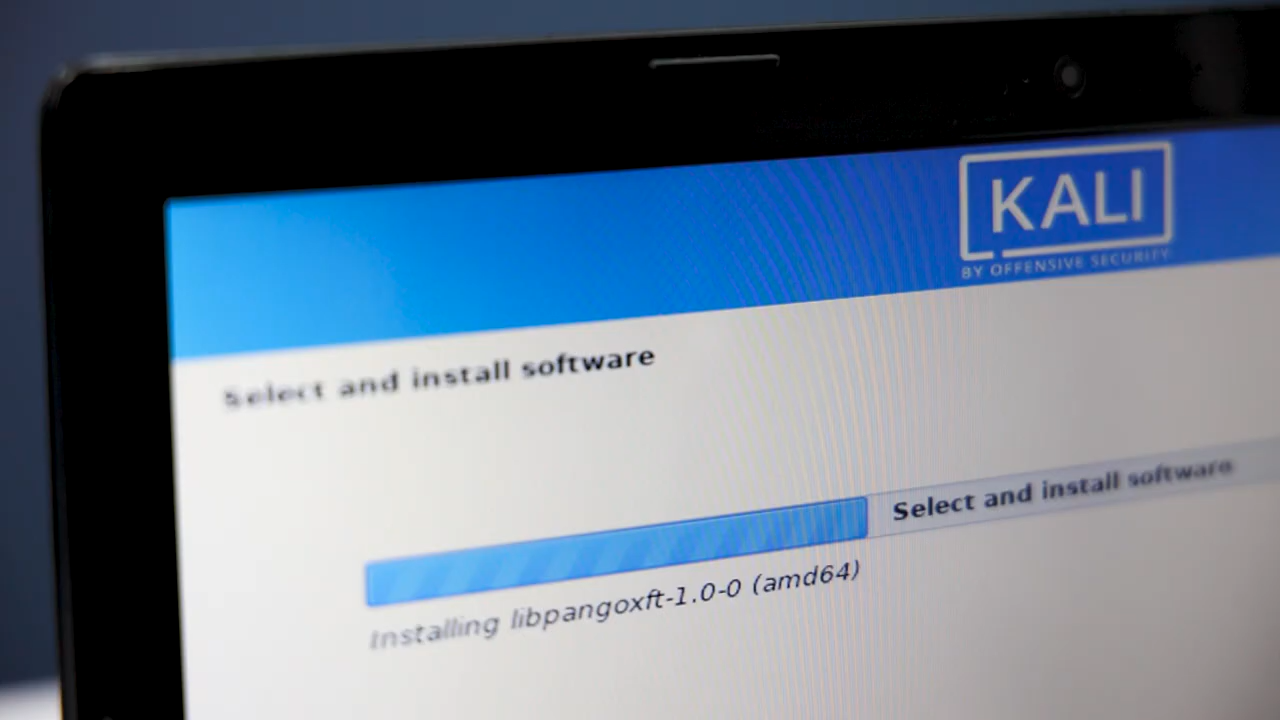 KALI
BY OFFENSIVE SECURITY
Select and install software
Select and install software
Installing libpangoxft-1.0-0 (amd64)